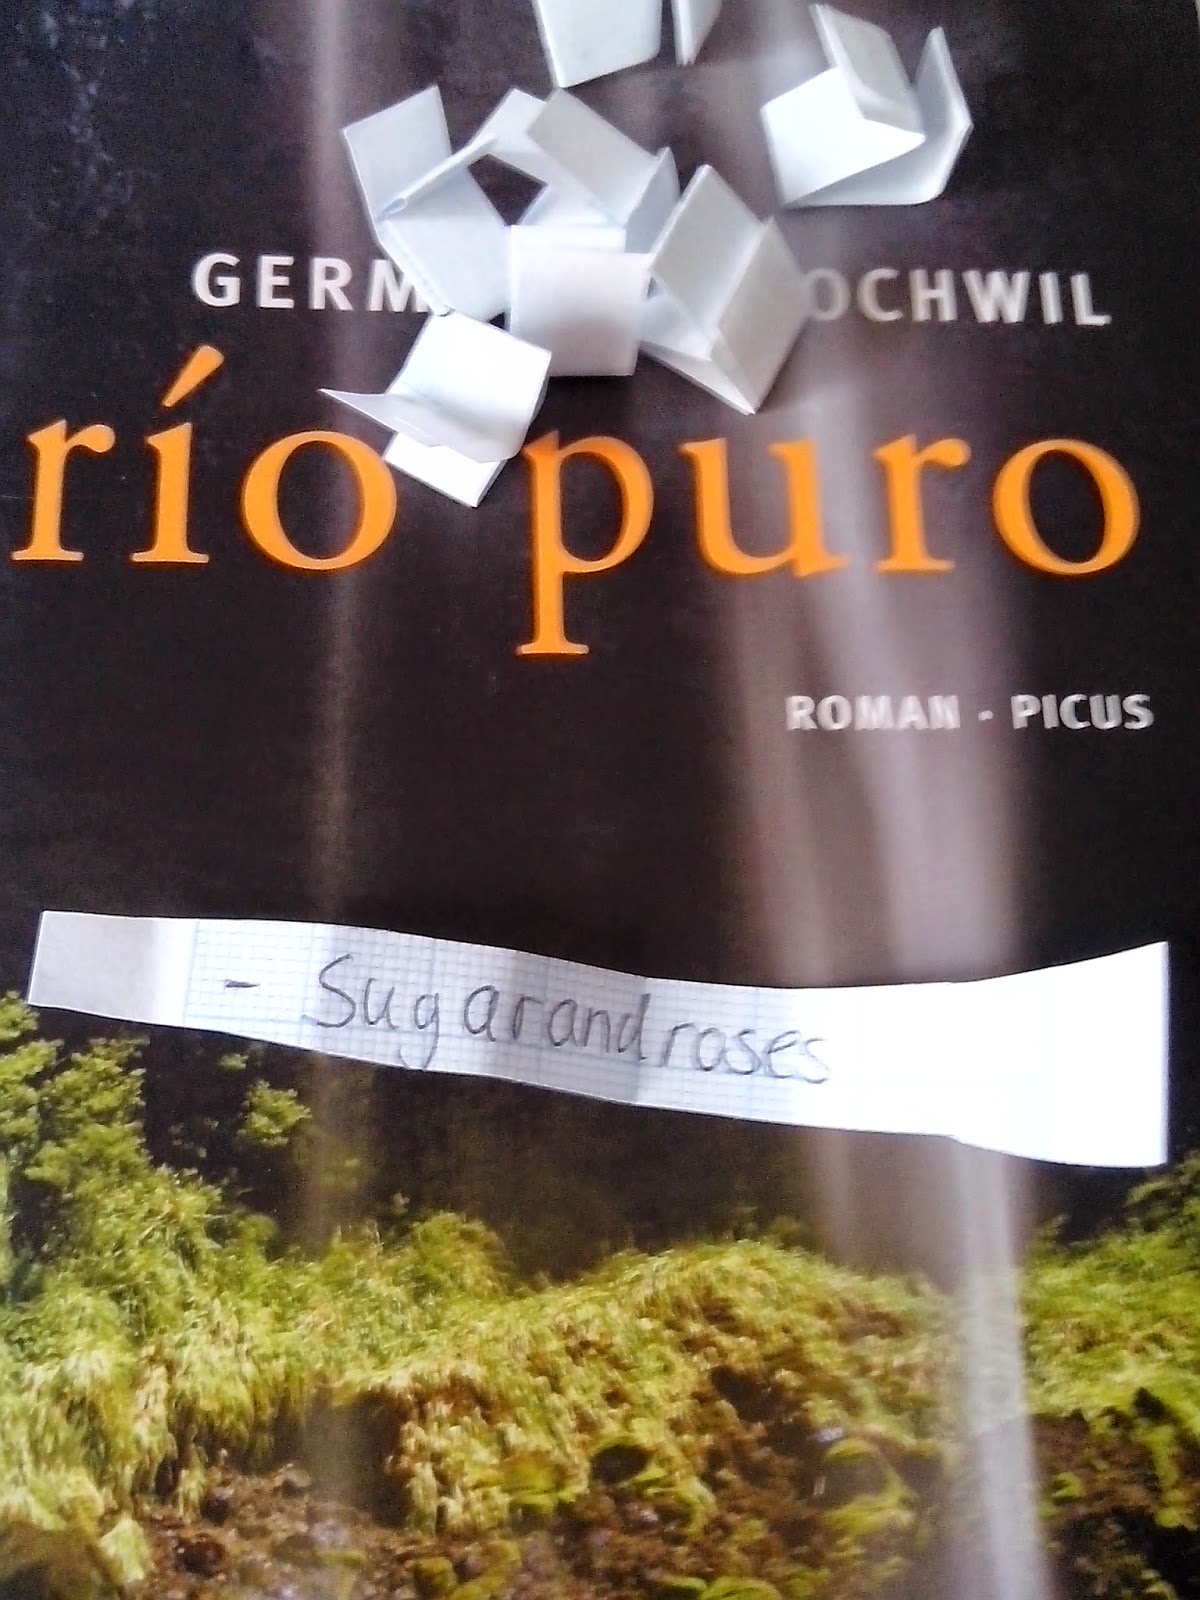 GERM OCHWIL
río puro
ROMAN · PICUS
- Sugarandroses